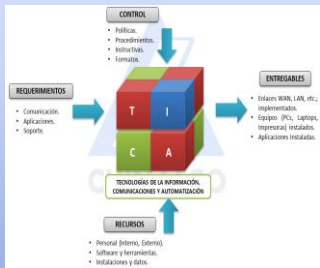 CONTROL
• Políticas.
• Procedimientos.
• Instructivas.
• Formatos.
REQUERIMIENTOS
• Comunicación.
• Aplicaciones.
• Soporte.
T I
C A
ENTREGABLES
• Enlaces WAN, LAN, etc.;
implementados.
• Equipos (PCs, Laptops,
Impresoras) instalados.
• Aplicaciones Instaladas.
TECNOLOGÍAS DE LA INFORMACIÓN,
COMUNICACIONES Y AUTOMATIZACIÓN
RECURSOS
• Personal (Interno, Externo).
• Software y herramientas.
• Instalaciones y datos.